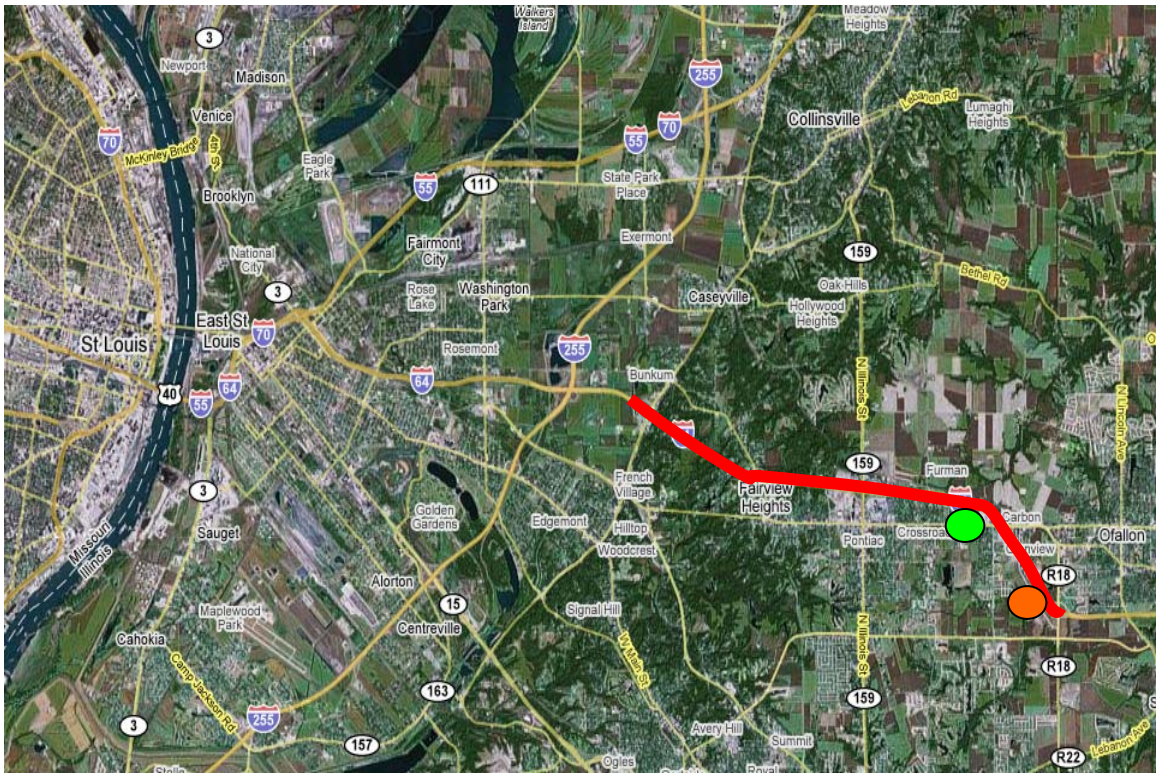 Walkers
Island
Meadow
Heights
3
Newport
Madison
255
Venice
70
55
70
Collinsville
Lebanon Rd
Lumaghi
Heights
McKinley Bridge
4th St
Eagle
Park
State Park
Place
Brooklyn
55
111
Exermont
159
National
City
Fairmont
City
Bethel Rd
3
Rose
Lake
Washington
Park
Caseyville
Oak Hills
Hollywood
Heights
St Louis
East St
Louis
70
Rosemont
255
N Illinois St
N Lincoln Ave
40
55
64
64
Bunkum
159
Furman
3
French
Village
Fairview
Heights
Golden
Gardens
Edgemont
Hilltop
Pontiac
Carbon
Ofallon
Sauget
Woodcrest
Missouri
Illinois
Alorton
15
Signal Hill
R18
Maplewood
Park
Centreville
N Illinois St
Cahokia
W Main St
R18
Camp Jackson Rd
163
159
3
255
157
Avery Hill
Summit
Ogles
Royal
R22
Lebanon Ave